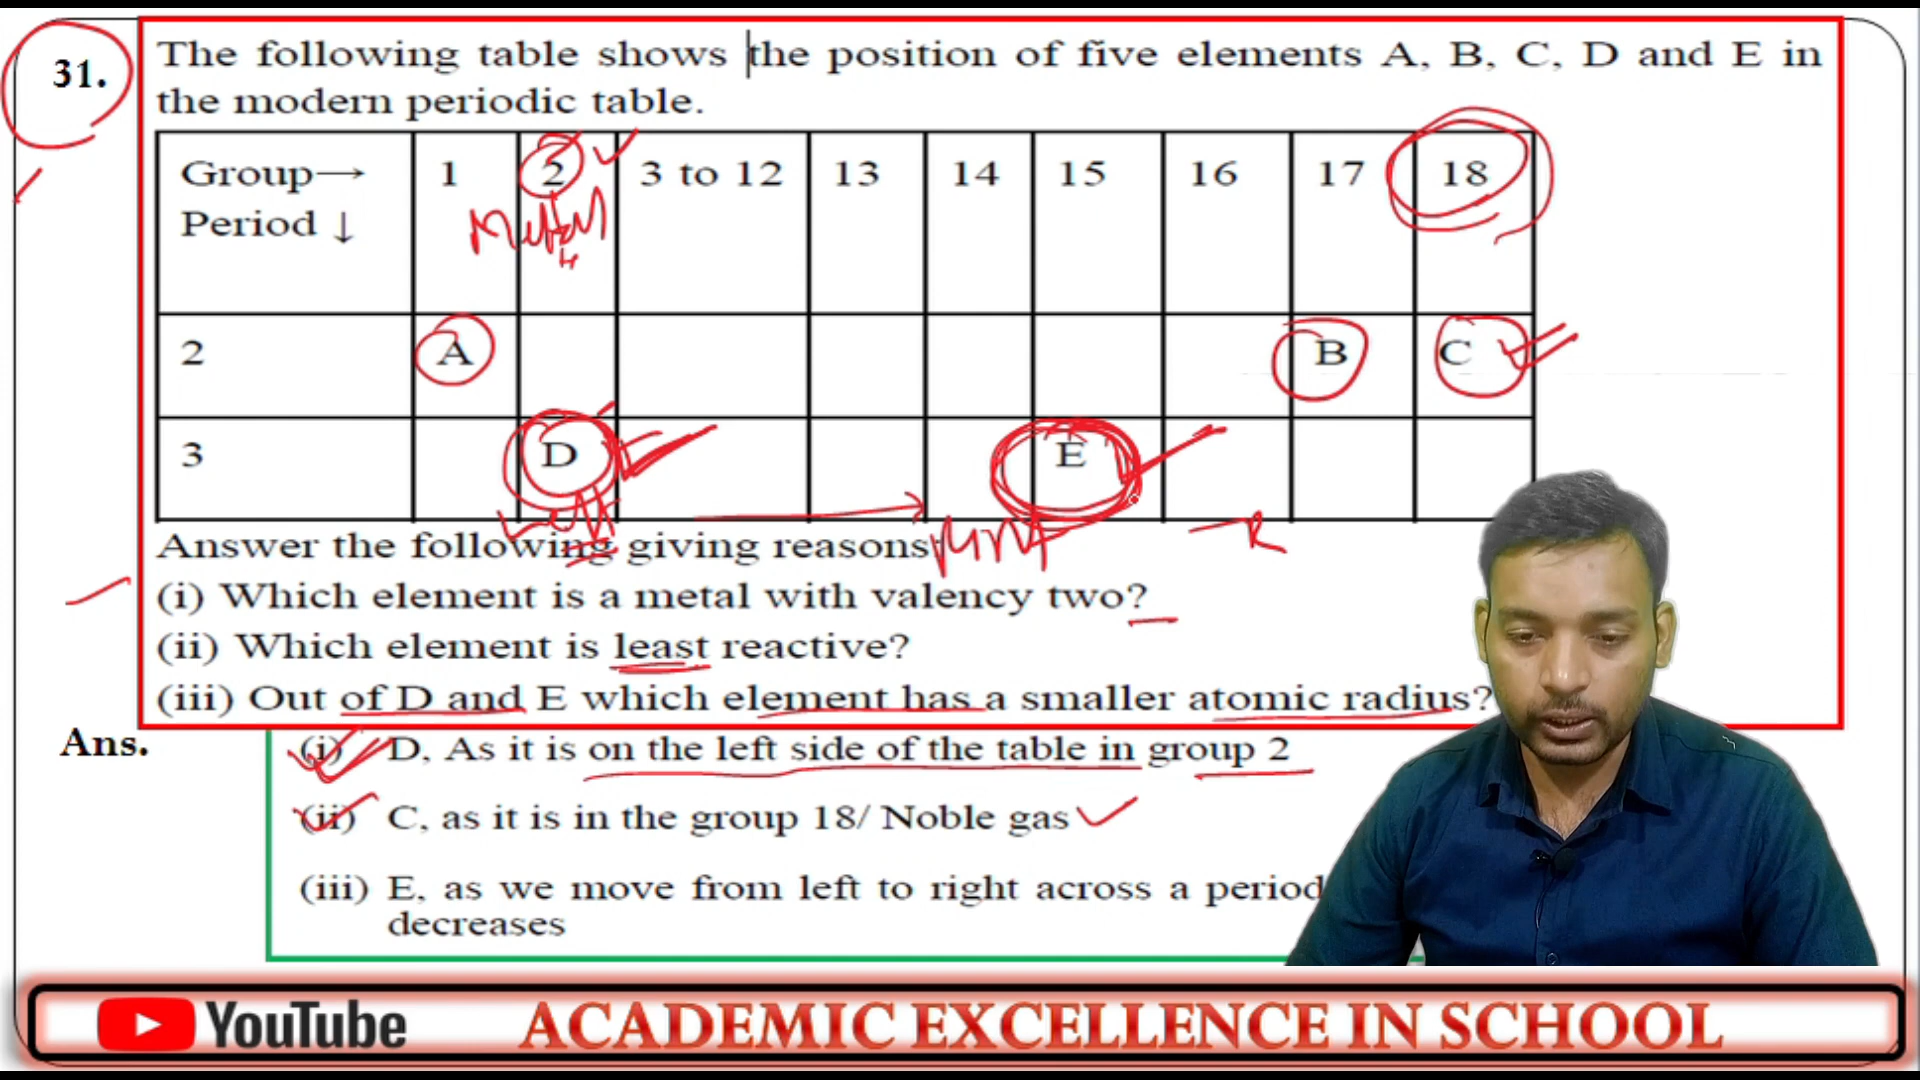 31.
The following table shows the position of five elements A, B, C, D and E in
the modern periodic table.
Group→ 1 2 3 to 12 13 14 15 16 17 18
Period ↓
Metal
2 A B C
3 D E
Left
R
Answer the following giving reasons
(i) Which element is a metal with valency two?
(ii) Which element is least reactive?
(iii) Out of D and E which element has a smaller atomic radius?
Ans.
(i) D, As it is on the left side of the table in group 2
(ii) C, as it is in the group 18/ Noble gas
(iii) E, as we move from left to right across a period
decreases
YouTube ACADEMIC EXCELLENCE IN SCHOOL